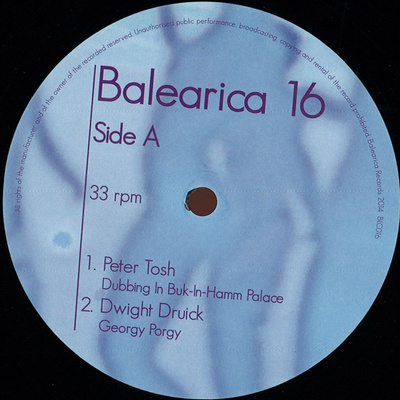 All rights of the manufacturer and of the owner of the recorded reserved. Unauthorised public performance, broadcasting, copying and rental of the record prohibited. Balearica Records 2014
Balearica 16
Side A
33 rpm
1. Peter Tosh
Dubbing In Buk-In-Hamm Palace
2. Dwight Druick
Georgy Porgy